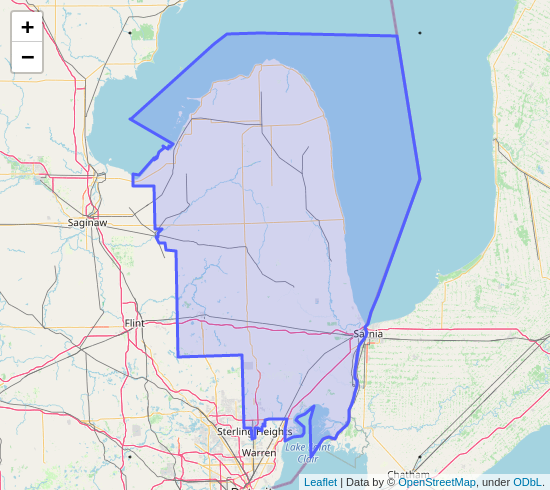 +
−
Saginaw
Flint
Sarnia
Sterling Heights
Lake Saint
Clair
Warren
Chatham
Leaflet | Data by © OpenStreetMap, under ODbL.